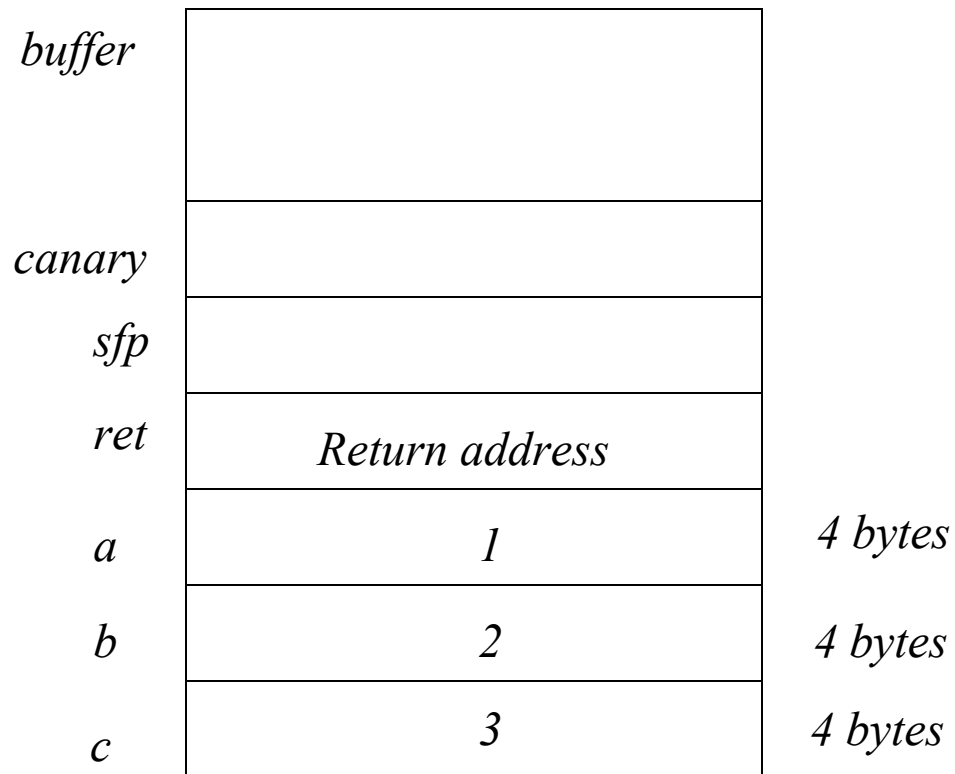 buffer
canary
sfp
ret Return address
a 1 4 bytes
b 2 4 bytes
c 3 4 bytes